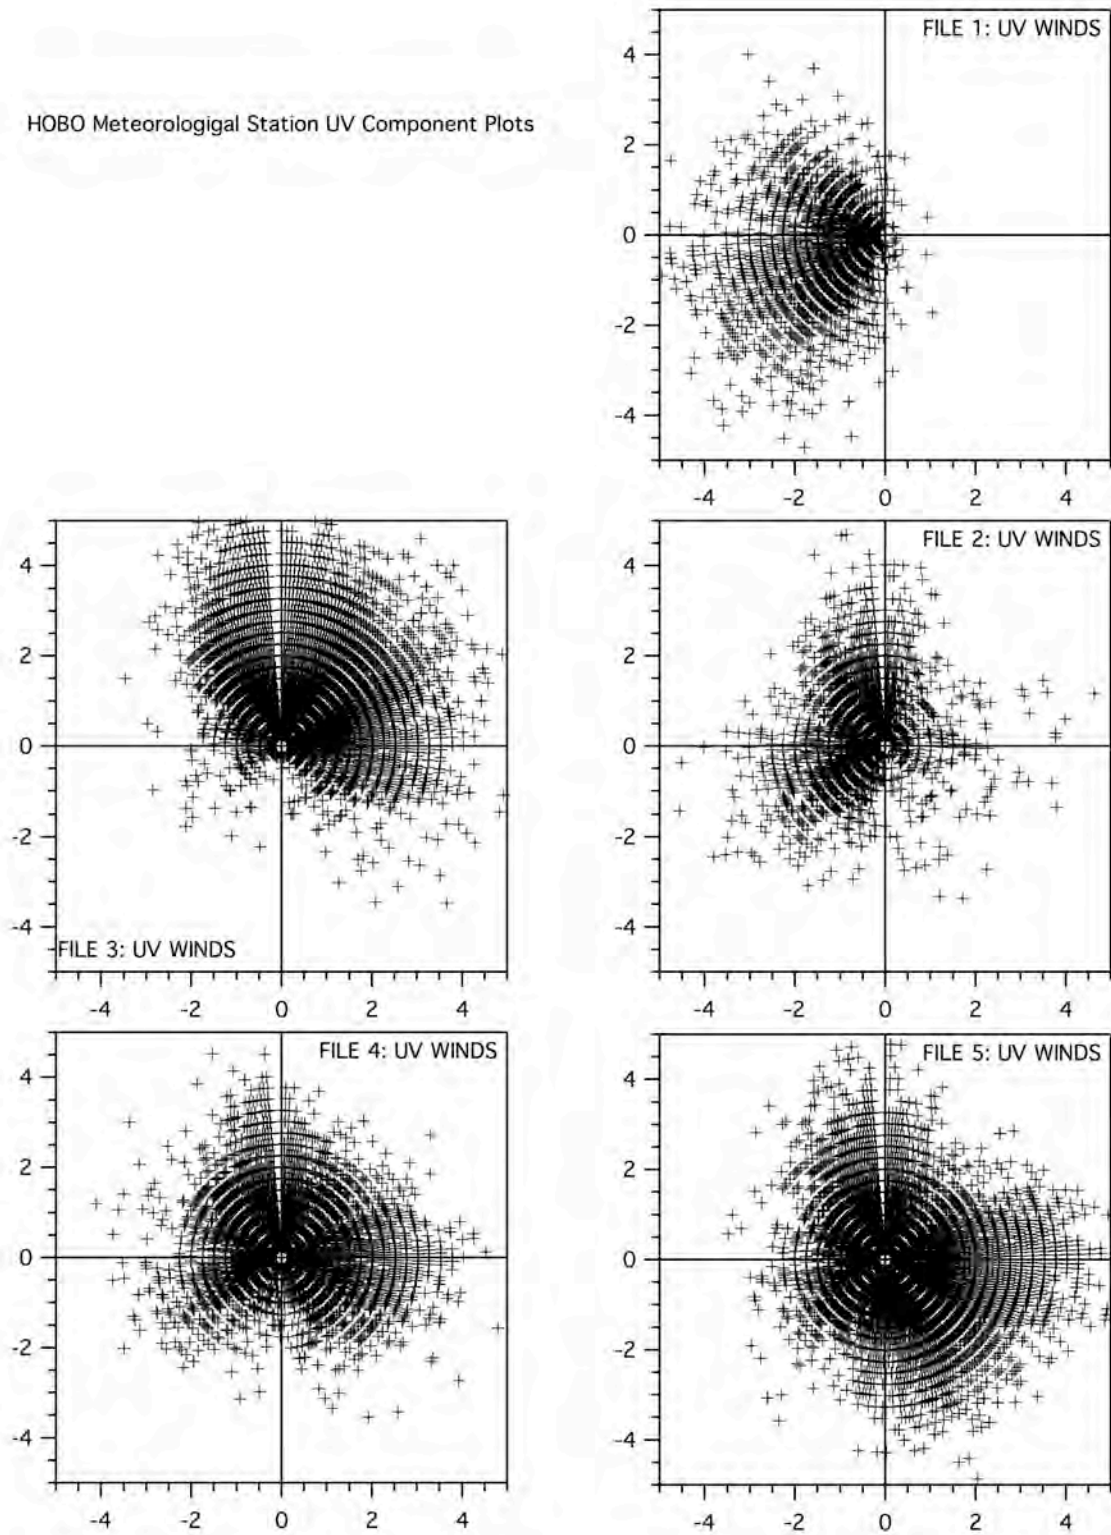 FILE 1: UV WINDS
4
HOBO Meteorologigal Station UV Component Plots
2
0
-2
-4
-4 -2 0 2 4
FILE 2: UV WINDS
4 4
2 2
0 0
-2 -2
-4 -4
FILE 3: UV WINDS
-4 -2 0 2 4 -4 -2 0 2 4
FILE 4: UV WINDS FILE 5: UV WINDS
4 4
2 2
0 0
-2 -2
-4 -4
-4 -2 0 2 4 -4 -2 0 2 4